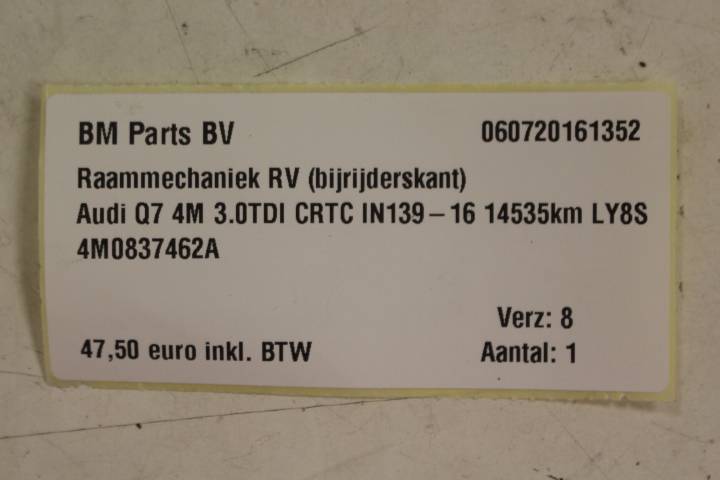 BM Parts BV 060720161352
Raammechaniek RV (bijrijderskant)
Audi Q7 4M 3.0TDI CRTC IN139–16 14535km LY8S
4M0837462A
Verz: 8
47,50 euro inkl. BTW Aantal: 1